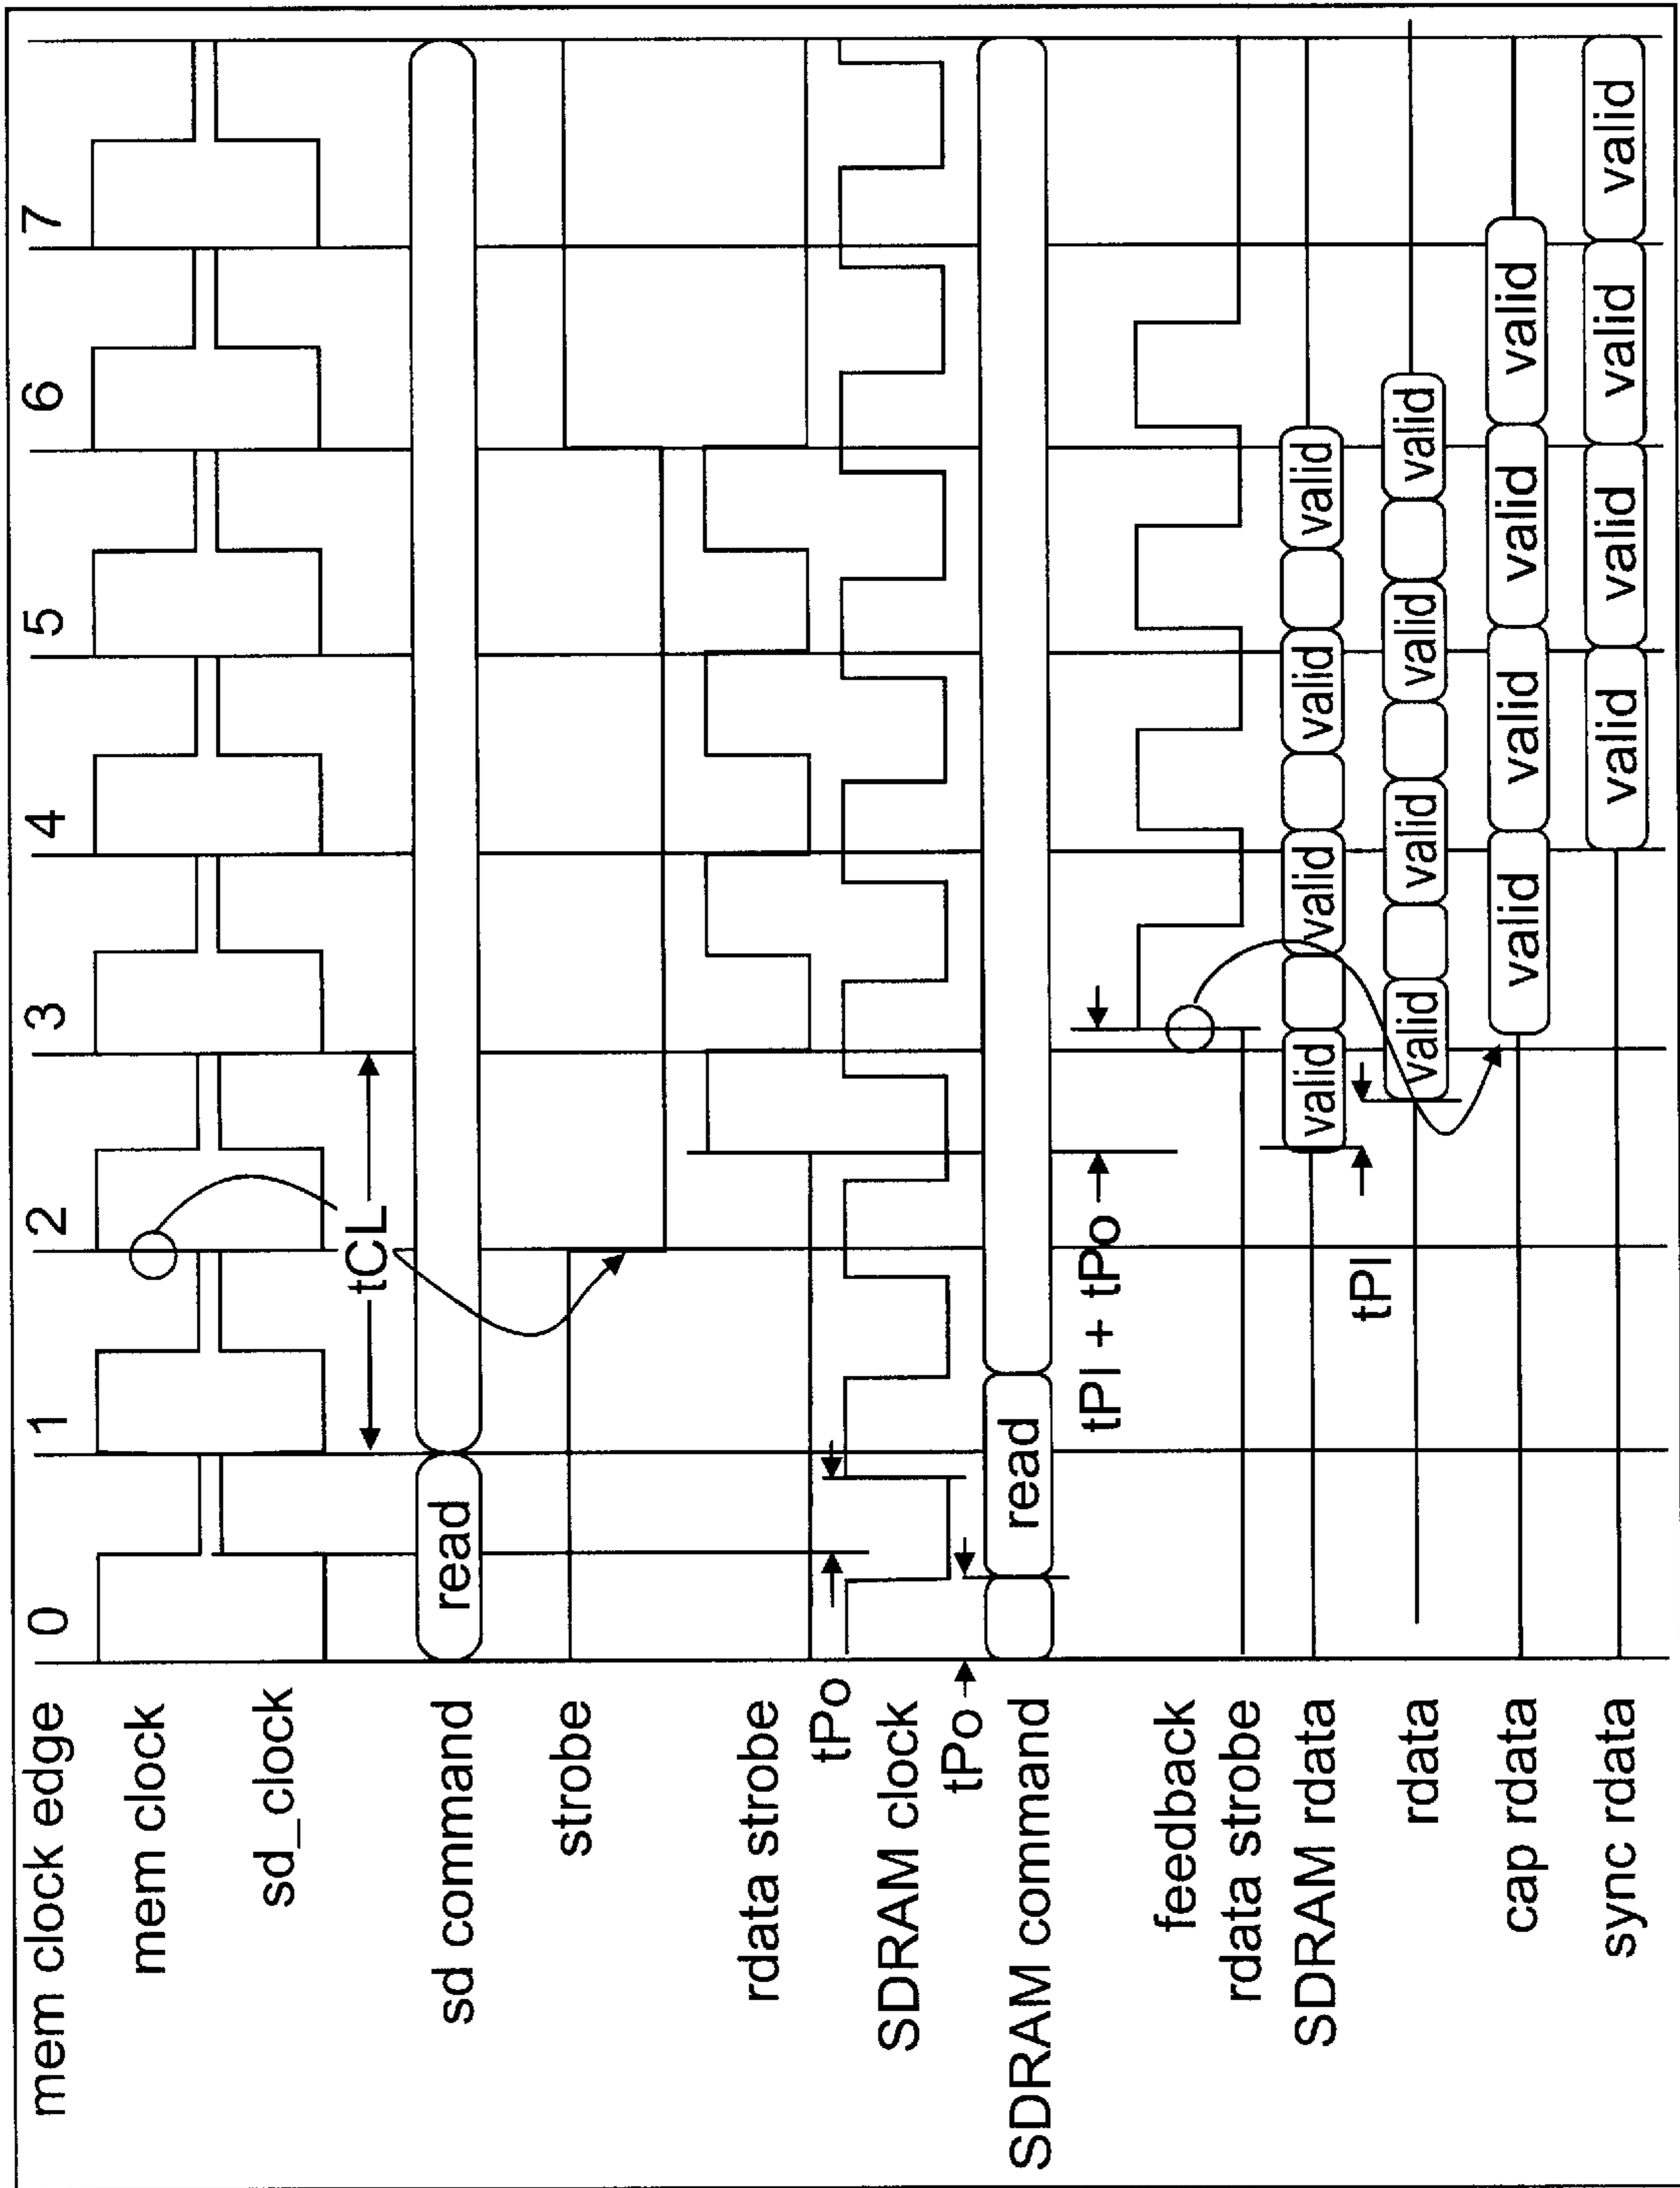 mem clock edge 0 1 2 3 4 5 6 7
mem clock
sd_clock
tCL
sd command read
strobe
rdata strobe
tPo
SDRAM clock
tPo
SDRAM command read
tPI + tPo
feedback
rdata strobe
SDRAM rdata valid valid valid valid
tPI
rdata valid valid valid valid
cap rdata valid valid valid valid
sync rdata valid valid valid valid